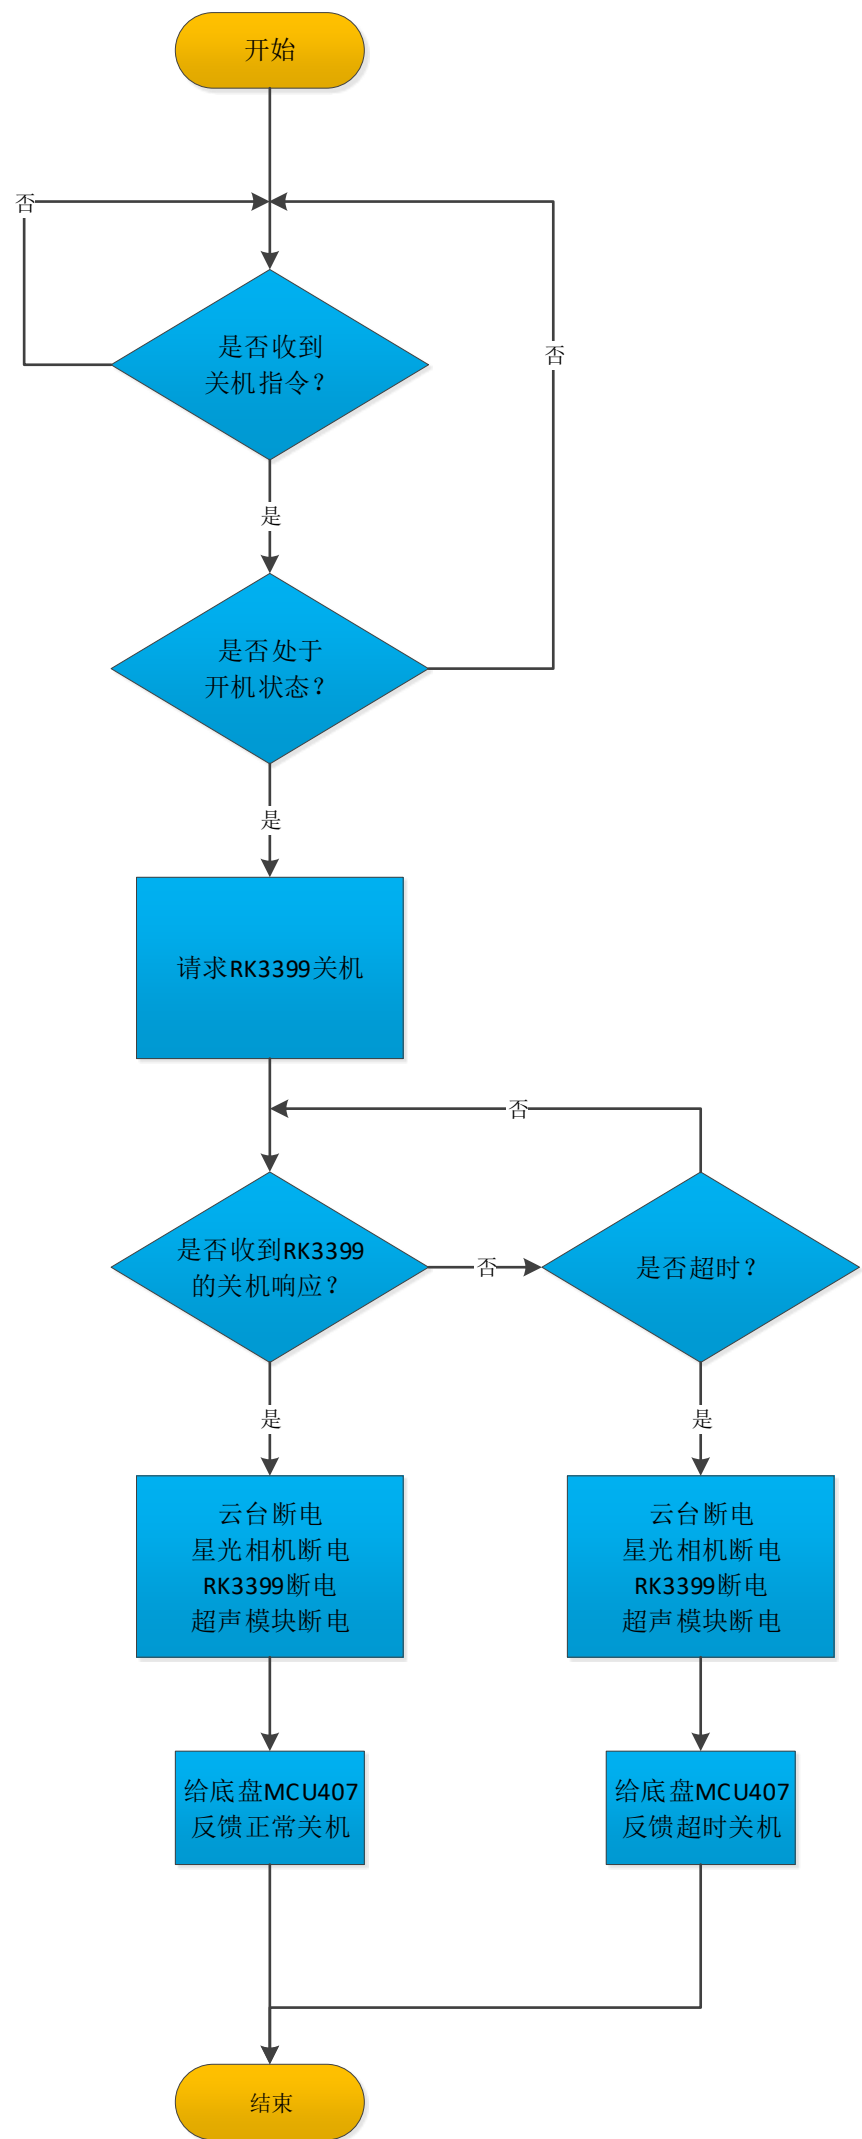 开始
否
是否收到
关机指令？
否
是
是否处于
开机状态？
是
请求RK3399关机
否
是否收到RK3399
的关机响应？
否
是否超时？
是
是
云台断电
星光相机断电
RK3399断电
超声模块断电
云台断电
星光相机断电
RK3399断电
超声模块断电
给底盘MCU407
反馈正常关机
给底盘MCU407
反馈超时关机
结束